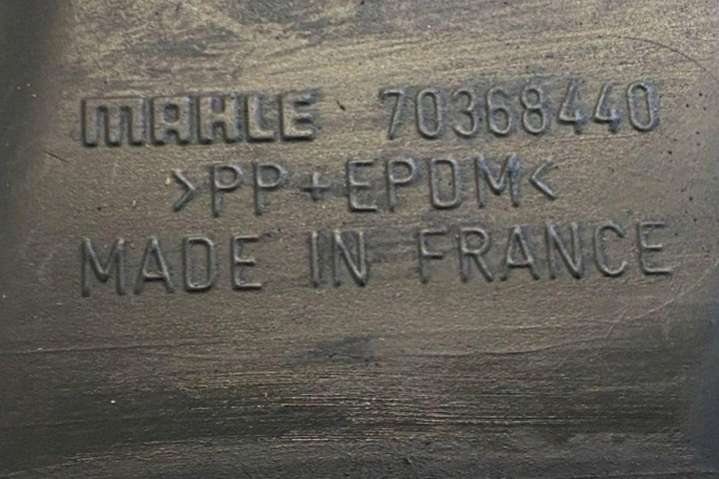 MAHLE 70368440
>PP+EPDM<
MADE IN FRANCE